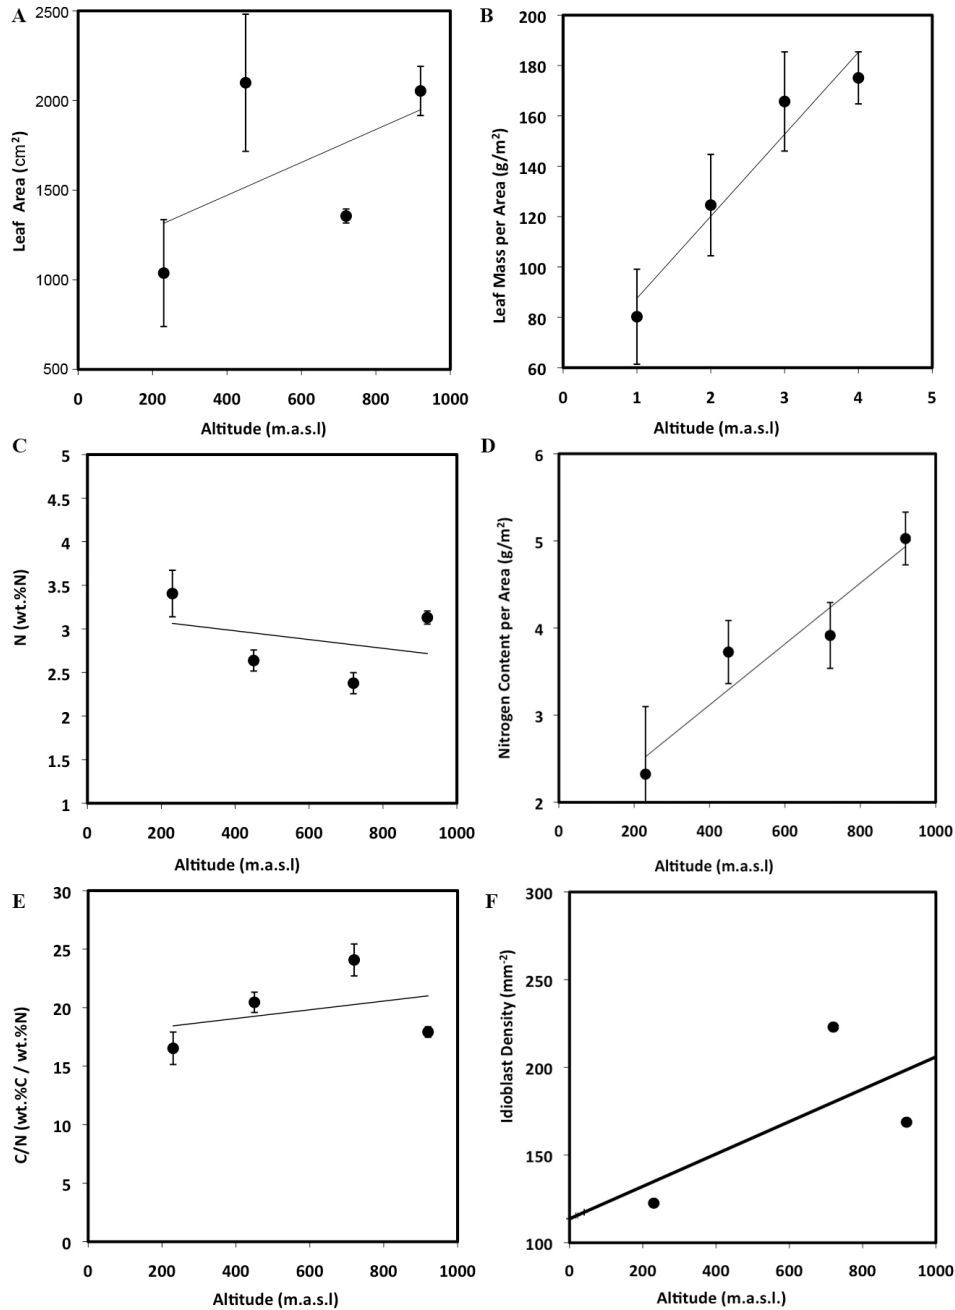 A
2500
2000
1500
1000
500
Leaf Area (cm²)
0 200 400 600 800 1000
Altitude (m.a.s.l)
B
200
180
160
140
120
100
80
60
Leaf Mass per Area (g/m²)
0 1 2 3 4 5
Altitude (m.a.s.l)
C
5
4.5
4
3.5
3
2.5
2
1.5
1
N (wt.%N)
0 200 400 600 800 1000
Altitude (m.a.s.l)
D
6
5
4
3
2
Nitrogen Content per Area (g/m²)
0 200 400 600 800 1000
Altitude (m.a.s.l)
E
30
25
20
15
10
5
0
C/N (wt.%C / wt.%N)
0 200 400 600 800 1000
Altitude (m.a.s.l)
F
300
250
200
150
100
Idioblast Density (mm⁻²)
0 200 400 600 800 1000
Altitude (m.a.s.l.)